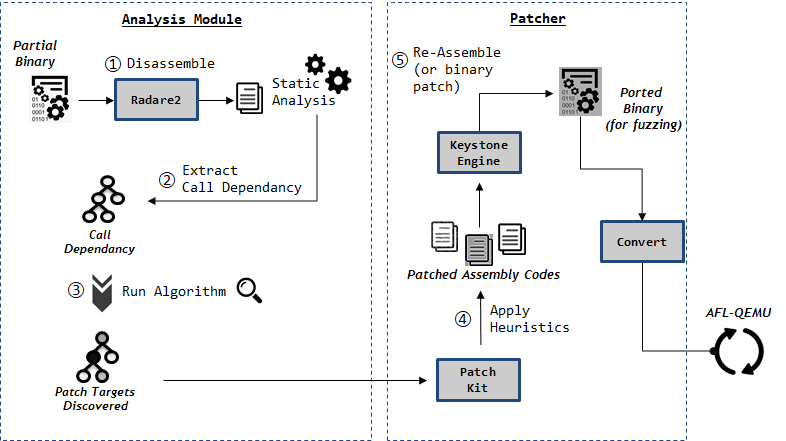 Analysis Module
Partial
Binary
① Disassemble
Radare2
Static
Analysis
② Extract
Call Dependancy
Call
Dependancy
③ Run Algorithm
Patch Targets
Discovered
Patcher
⑤ Re-Assemble
(or binary
patch)
Ported
Binary
(for fuzzing)
Keystone
Engine
Convert
Patched Assembly Codes
④ Apply
Heuristics
Patch
Kit
AFL-QEMU